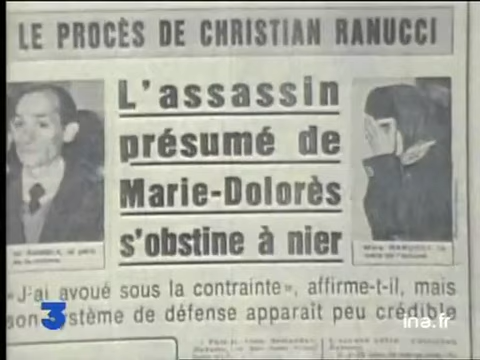 LE PROCÈS DE CHRISTIAN RANUCCI
L'assassin
présumé de
Marie-Dolorès
s'obstine à nier
«J'ai avoué sous la contrainte», affirme-t-il, mais
son système de défense apparaît peu crédible
3
ina.fr